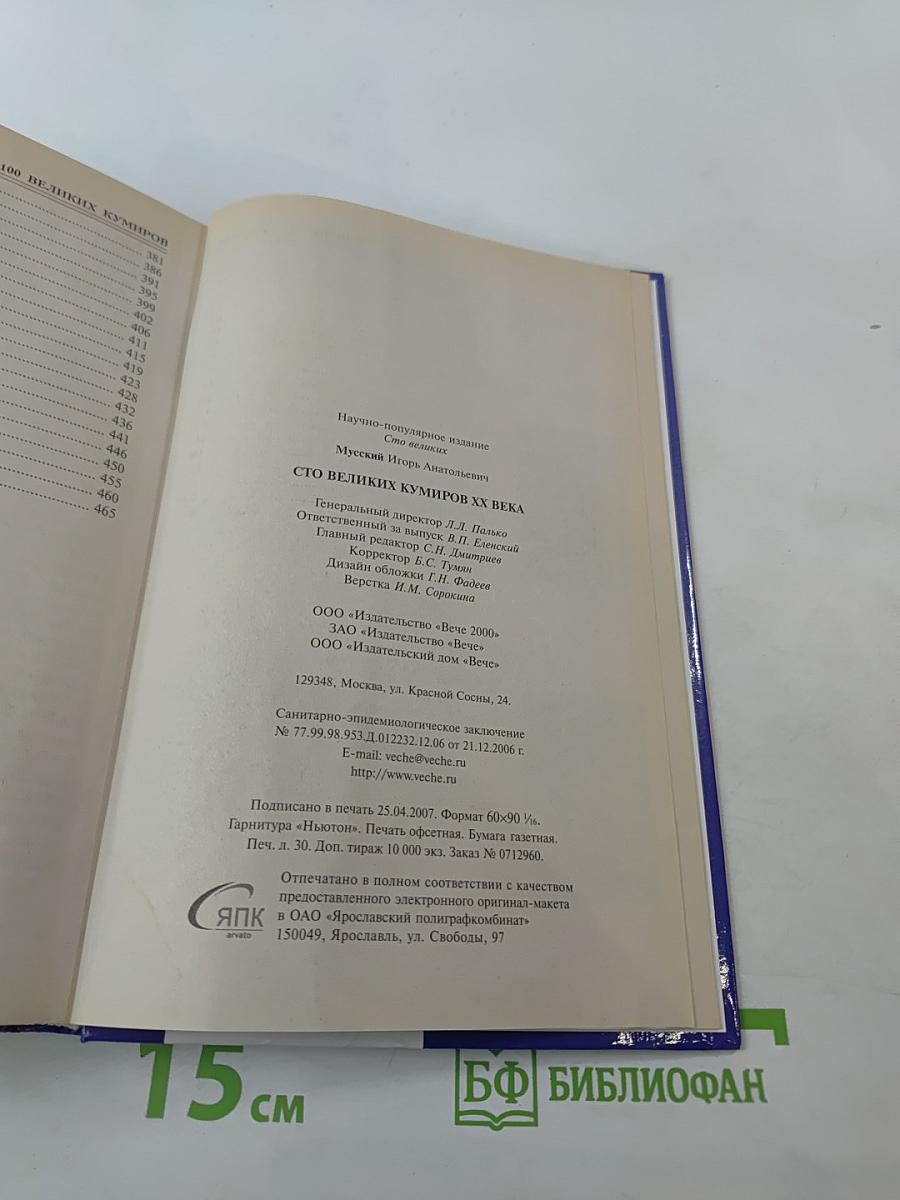 100 ВЕЛИКИХ КУМИРОВ
381
386
391
395
399
402
406
411
415
419
423
428
432
436
441
446
450
455
460
465
Научно-популярное издание
Сто великих
Мусский Игорь Анатольевич
СТО ВЕЛИКИХ КУМИРОВ XX ВЕКА
Генеральный директор Л.Л. Палько
Ответственный за выпуск В.П. Еленский
Главный редактор С.Н. Дмитриев
Корректор Б.С. Тумян
Дизайн обложки Г.Н. Фадеев
Верстка И.М. Сорокина
ООО «Издательство «Вече 2000»
ЗАО «Издательство «Вече»
ООО «Издательский дом «Вече»
129348, Москва, ул. Красной Сосны, 24.
Санитарно-эпидемиологическое заключение
№ 77.99.98.953.Д.012232.12.06 от 21.12.2006 г.
E-mail: veche@veche.ru
http://www.veche.ru
Подписано в печать 25.04.2007. Формат 60×90 1/16.
Гарнитура «Ньютон». Печать офсетная. Бумага газетная.
Печ. л. 30. Доп. тираж 10 000 экз. Заказ № 0712960.
ЯПК
arvato
Отпечатано в полном соответствии с качеством
предоставленного электронного оригинал-макета
в ОАО «Ярославский полиграфкомбинат»
150049, Ярославль, ул. Свободы, 97
15 см
БФ БИБЛИОФАН